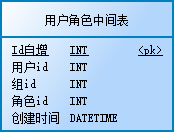 用户角色中间表
Id自增 INT <pk>
用户id INT
组id INT
角色id INT
创建时间 DATETIME